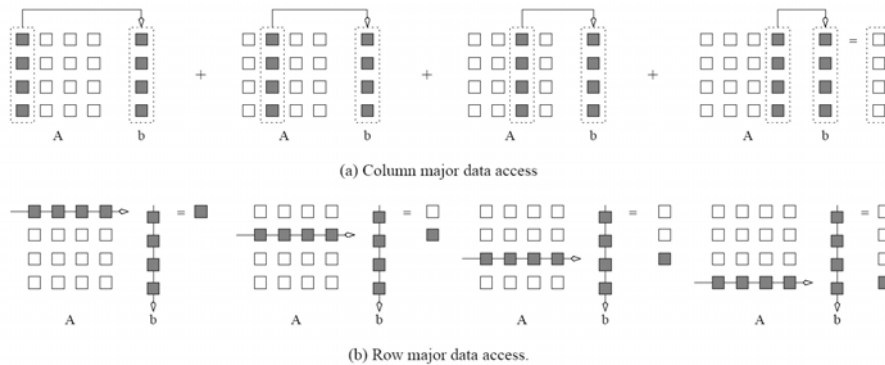 + + + =
A b A b A b A b
(a) Column major data access
= = = =
A b A b A b A b
(b) Row major data access.